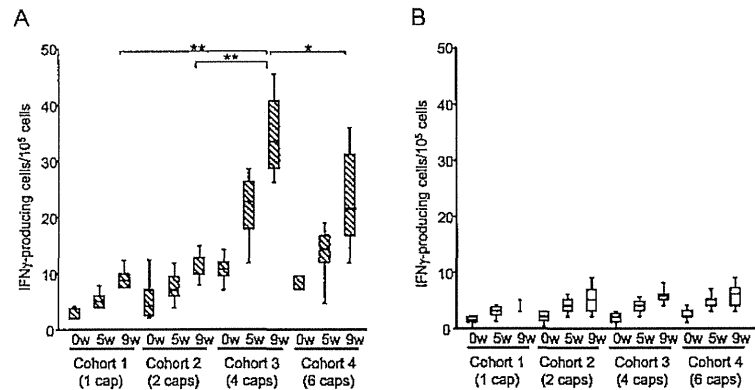 A
IFNγ-producing cells/10⁵ cells
50
40
30
20
10
0
** *
**
0w 5w 9w 0w 5w 9w 0w 5w 9w 0w 5w 9w
Cohort 1 Cohort 2 Cohort 3 Cohort 4
(1 cap) (2 caps) (4 caps) (6 caps)
B
IFNγ-producing cells/10⁵ cells
50
40
30
20
10
0
0w 5w 9w 0w 5w 9w 0w 5w 9w 0w 5w 9w
Cohort 1 Cohort 2 Cohort 3 Cohort 4
(1 cap) (2 caps) (4 caps) (6 caps)